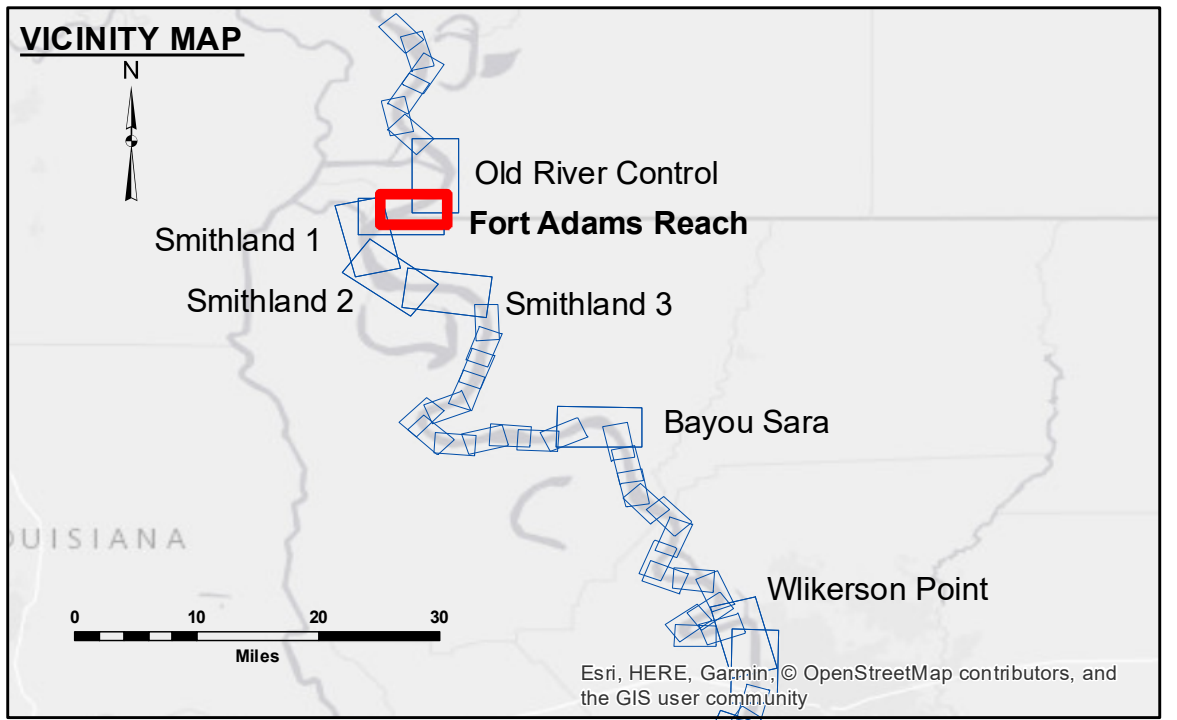 VICINITY MAP
N
Old River Control
Fort Adams Reach
Smithland 1
Smithland 2
Smithland 3
Bayou Sara
OUISIANA
Wlikerson Point
0 10 20 30
Miles
Esri, HERE, Garmin, © OpenStreetMap contributors, and
the GIS user community